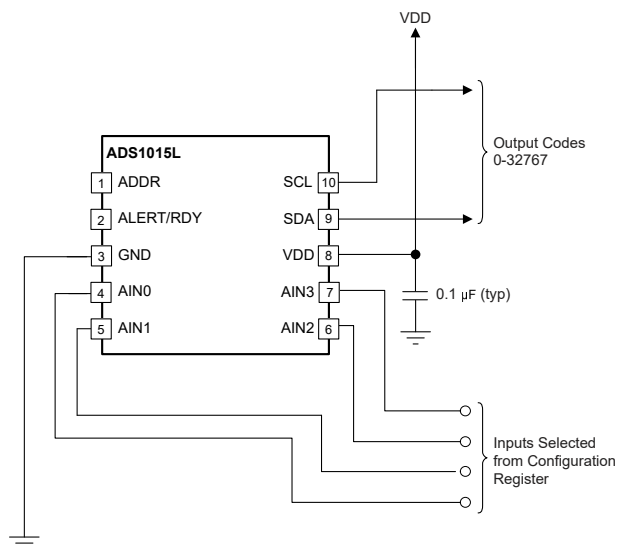 VDD
ADS1015L
1 ADDR
SCL 10
2 ALERT/RDY
SDA 9
3 GND
VDD 8
4 AIN0
AIN3 7
5 AIN1
AIN2 6
Output Codes
0-32767
0.1 μF (typ)
Inputs Selected
from Configuration
Register